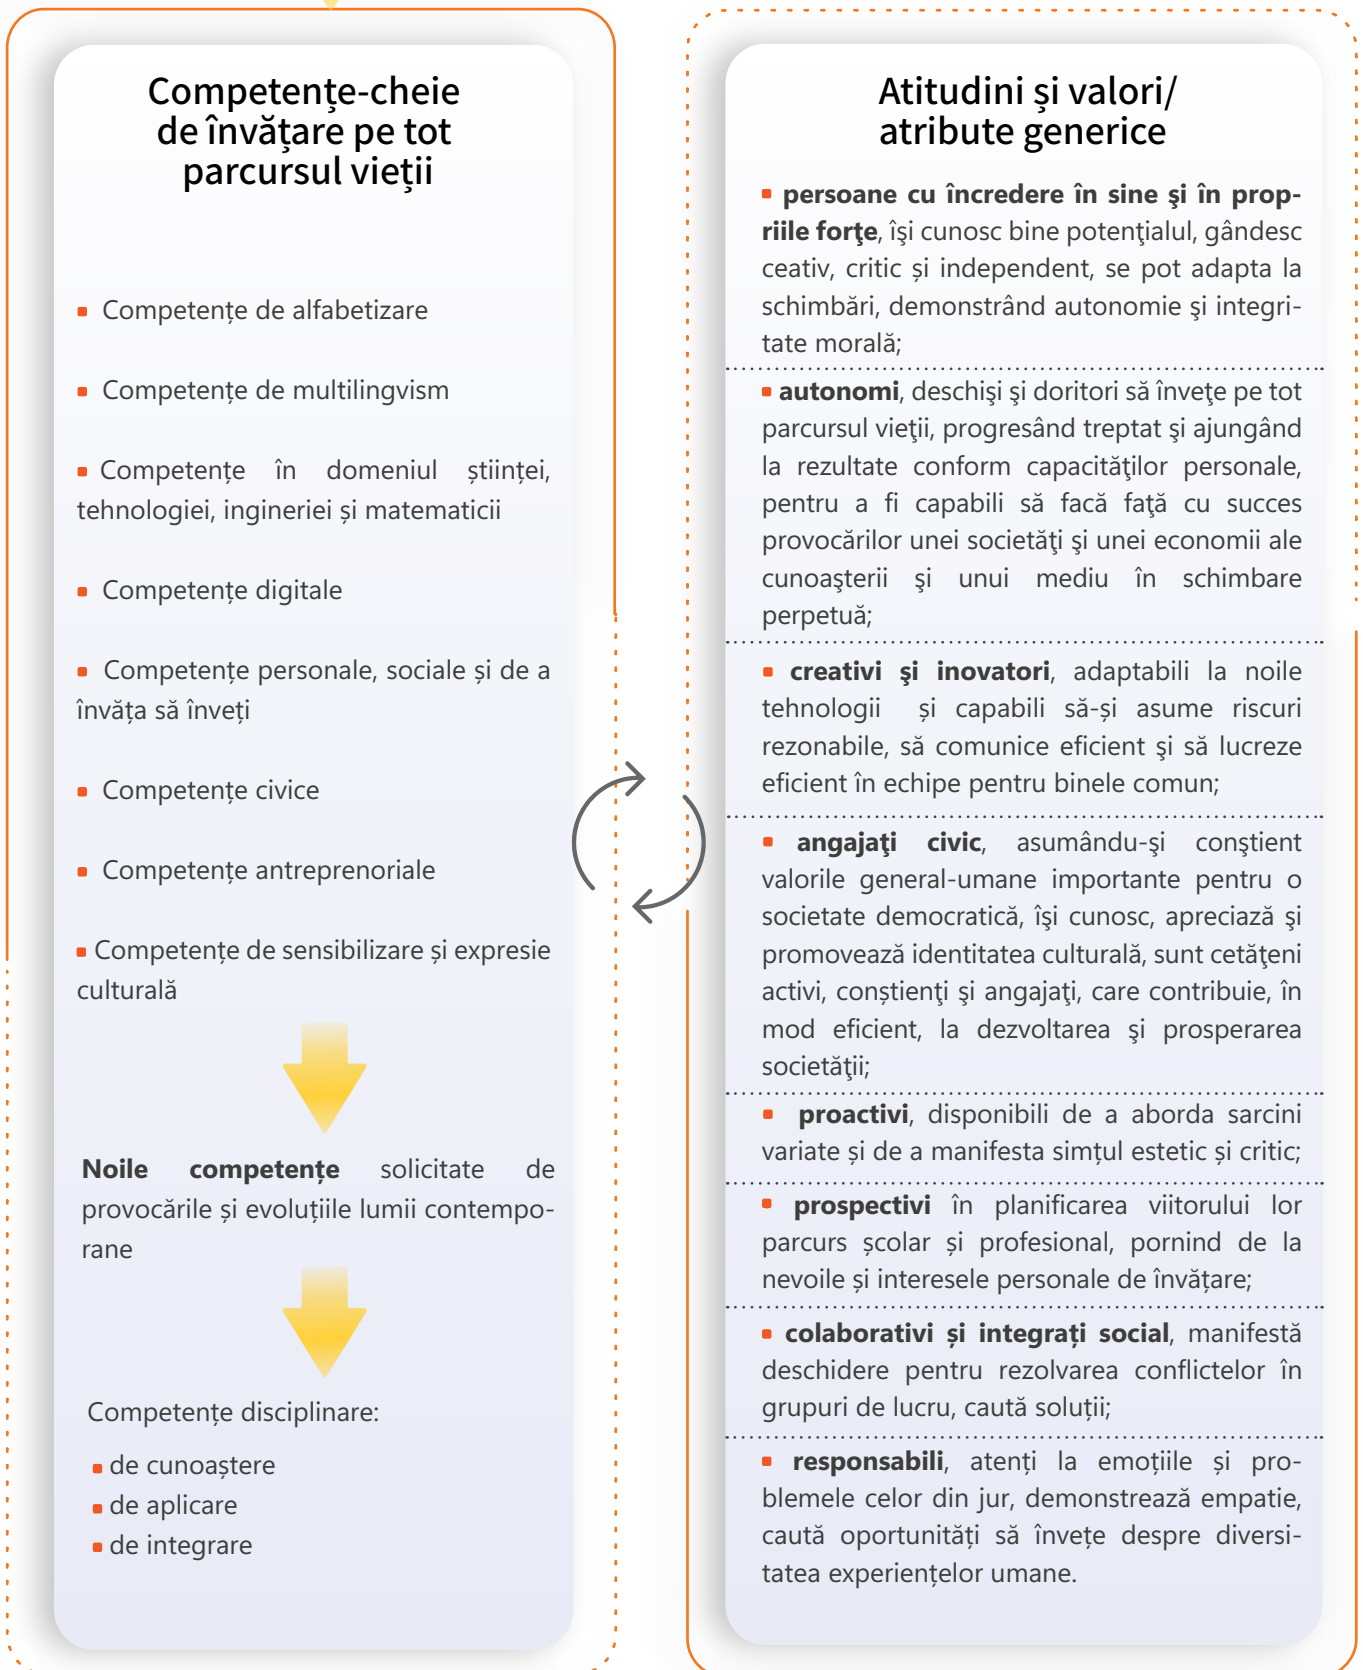 Competențe-cheie
de învățare pe tot
parcursul vieții
▪ Competențe de alfabetizare
▪ Competențe de multilingvism
▪ Competențe în domeniul științei,
tehnologiei, ingineriei și matematicii
▪ Competențe digitale
▪ Competențe personale, sociale și de a
învăța să înveți
▪ Competențe civice
▪ Competențe antreprenoriale
▪ Competențe de sensibilizare și expresie
culturală
Noile competențe solicitate de
provocările și evoluțiile lumii contempo-
rane
Competențe disciplinare:
▪ de cunoaștere
▪ de aplicare
▪ de integrare
Atitudini și valori/
atribute generice
▪ persoane cu încredere în sine şi în prop-
riile forţe, îşi cunosc bine potenţialul, gândesc
ceativ, critic și independent, se pot adapta la
schimbări, demonstrând autonomie şi integri-
tate morală;
▪ autonomi, deschişi şi doritori să înveţe pe tot
parcursul vieţii, progresând treptat şi ajungând
la rezultate conform capacităţilor personale,
pentru a fi capabili să facă faţă cu succes
provocărilor unei societăţi şi unei economii ale
cunoaşterii şi unui mediu în schimbare
perpetuă;
▪ creativi şi inovatori, adaptabili la noile
tehnologii și capabili să-și asume riscuri
rezonabile, să comunice eficient şi să lucreze
eficient în echipe pentru binele comun;
▪ angajaţi civic, asumându-şi conştient
valorile general-umane importante pentru o
societate democratică, îşi cunosc, apreciază şi
promovează identitatea culturală, sunt cetăţeni
activi, conștienţi şi angajaţi, care contribuie, în
mod eficient, la dezvoltarea şi prosperarea
societăţii;
▪ proactivi, disponibili de a aborda sarcini
variate și de a manifesta simțul estetic și critic;
▪ prospectivi în planificarea viitorului lor
parcurs școlar și profesional, pornind de la
nevoile și interesele personale de învățare;
▪ colaborativi și integrați social, manifestă
deschidere pentru rezolvarea conflictelor în
grupuri de lucru, caută soluții;
▪ responsabili, atenți la emoțiile și pro-
blemele celor din jur, demonstrează empatie,
caută oportunități să învețe despre diversi-
tatea experiențelor umane.